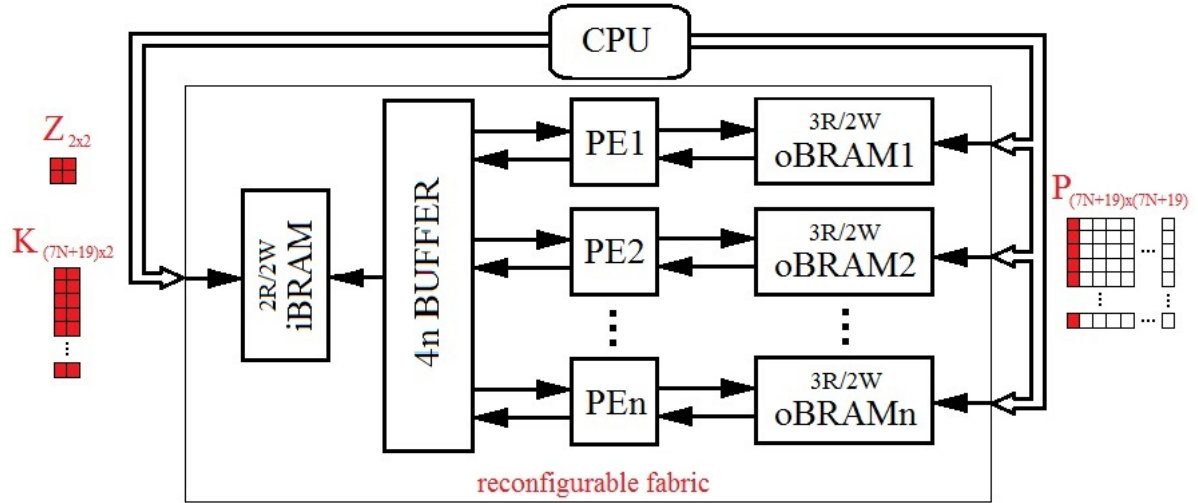 CPU
Z 2x2
K (7N+19)x2
2R/2W
iBRAM
4n BUFFER
PE1
3R/2W
oBRAM1
PE2
3R/2W
oBRAM2
PEn
3R/2W
oBRAMn
P (7N+19)x(7N+19)
reconfigurable fabric